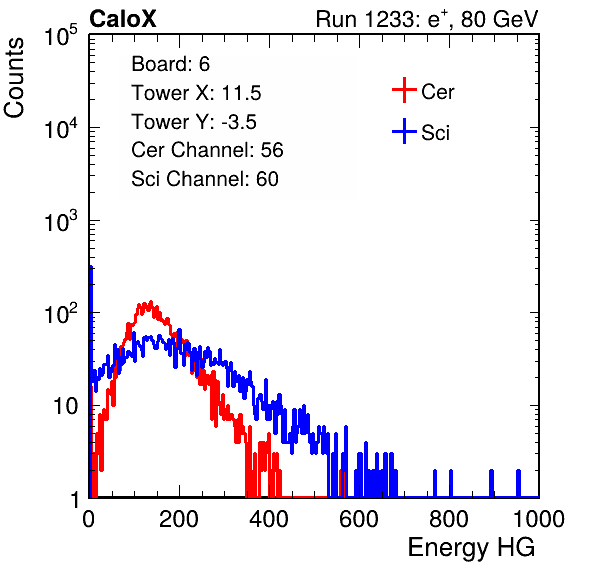 CaloX Run 1233: e⁺, 80 GeV
Counts
Board: 6
Tower X: 11.5
Tower Y: -3.5
Cer Channel: 56
Sci Channel: 60
Cer
Sci
10⁵
10⁴
10³
10²
10
1
0 200 400 600 800 1000
Energy HG